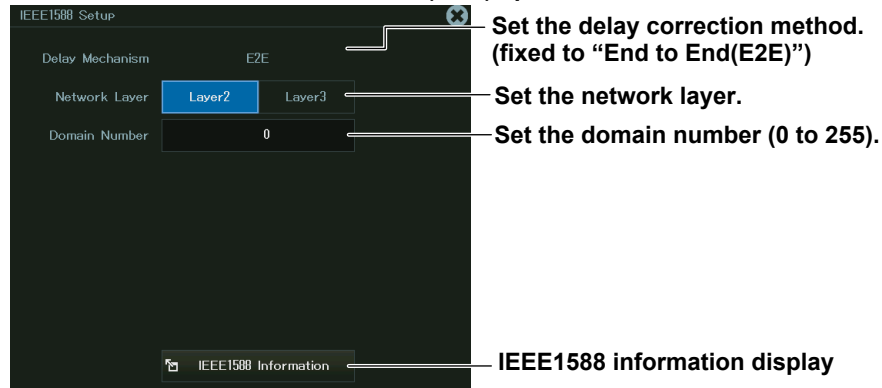 IEEE1588 Setup
Set the delay correction method.
(fixed to “End to End(E2E)”)
Delay Mechanism E2E
Network Layer Layer2 Layer3
Set the network layer.
Domain Number 0
Set the domain number (0 to 255).
IEEE1588 Information
IEEE1588 information display